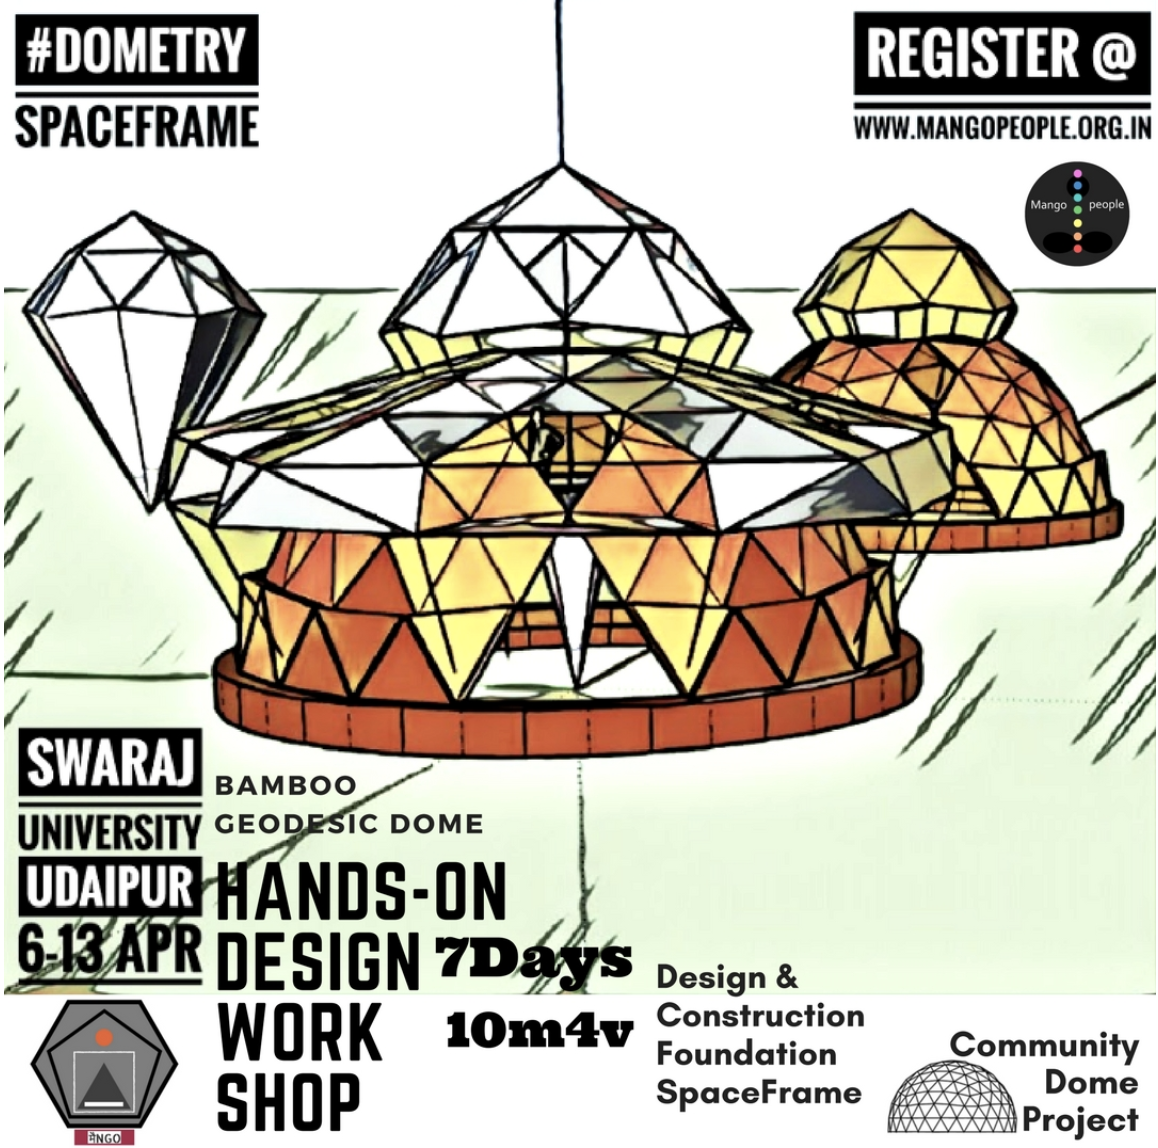 #DOMETRY
SPACEFRAME
REGISTER @
WWW.MANGOPEOPLE.ORG.IN
Mango people
SWARAJ
UNIVERSITY
UDAIPUR
6-13 APR
BAMBOO
GEODESIC DOME
HANDS-ON
DESIGN
WORK
SHOP
7Days
10m4v
Design &
Construction
Foundation
SpaceFrame
Community
Dome
Project
मैंNGO